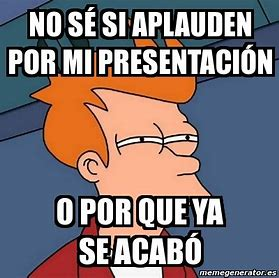 NO SÉ SI APLAUDEN
POR MI PRESENTACIÓN
O POR QUE YA
SE ACABÓ
memegenerator.es